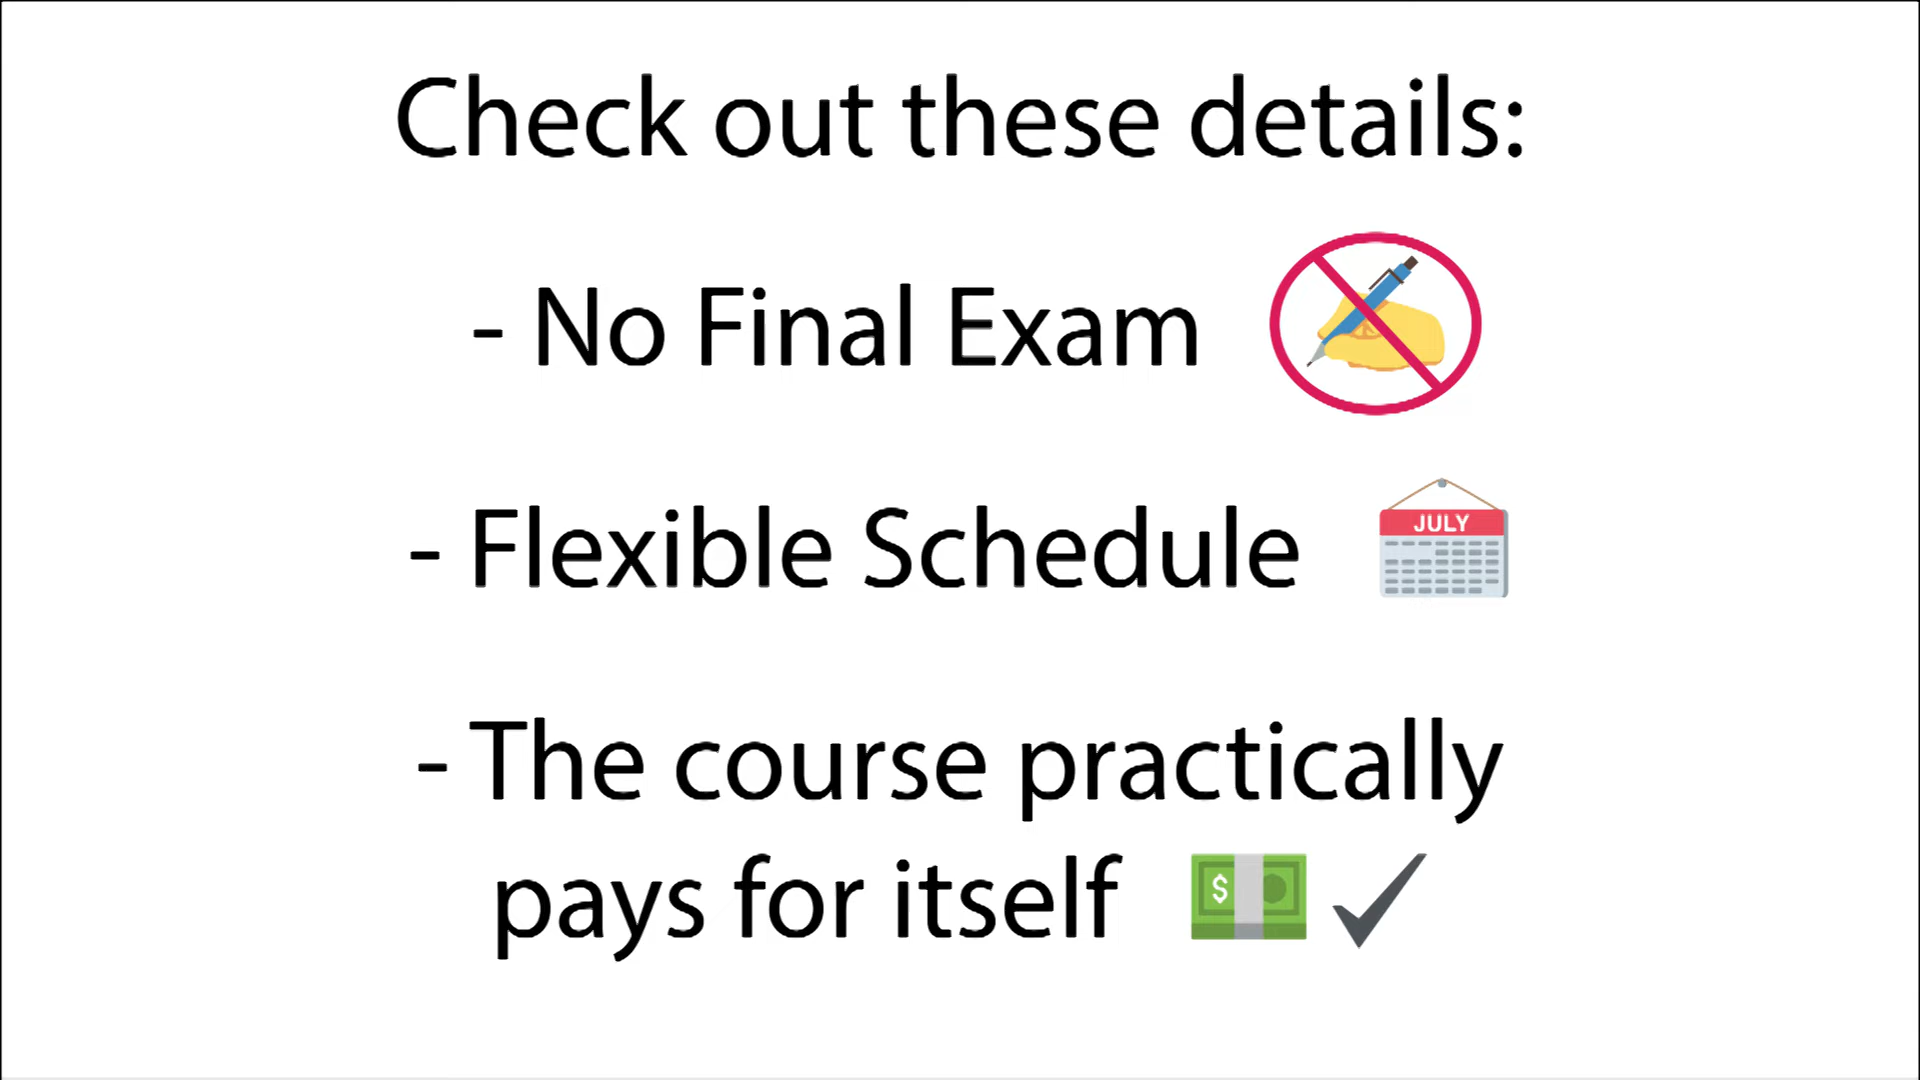 Check out these details:
- No Final Exam
- Flexible Schedule
JULY
- The course practically
pays for itself
$